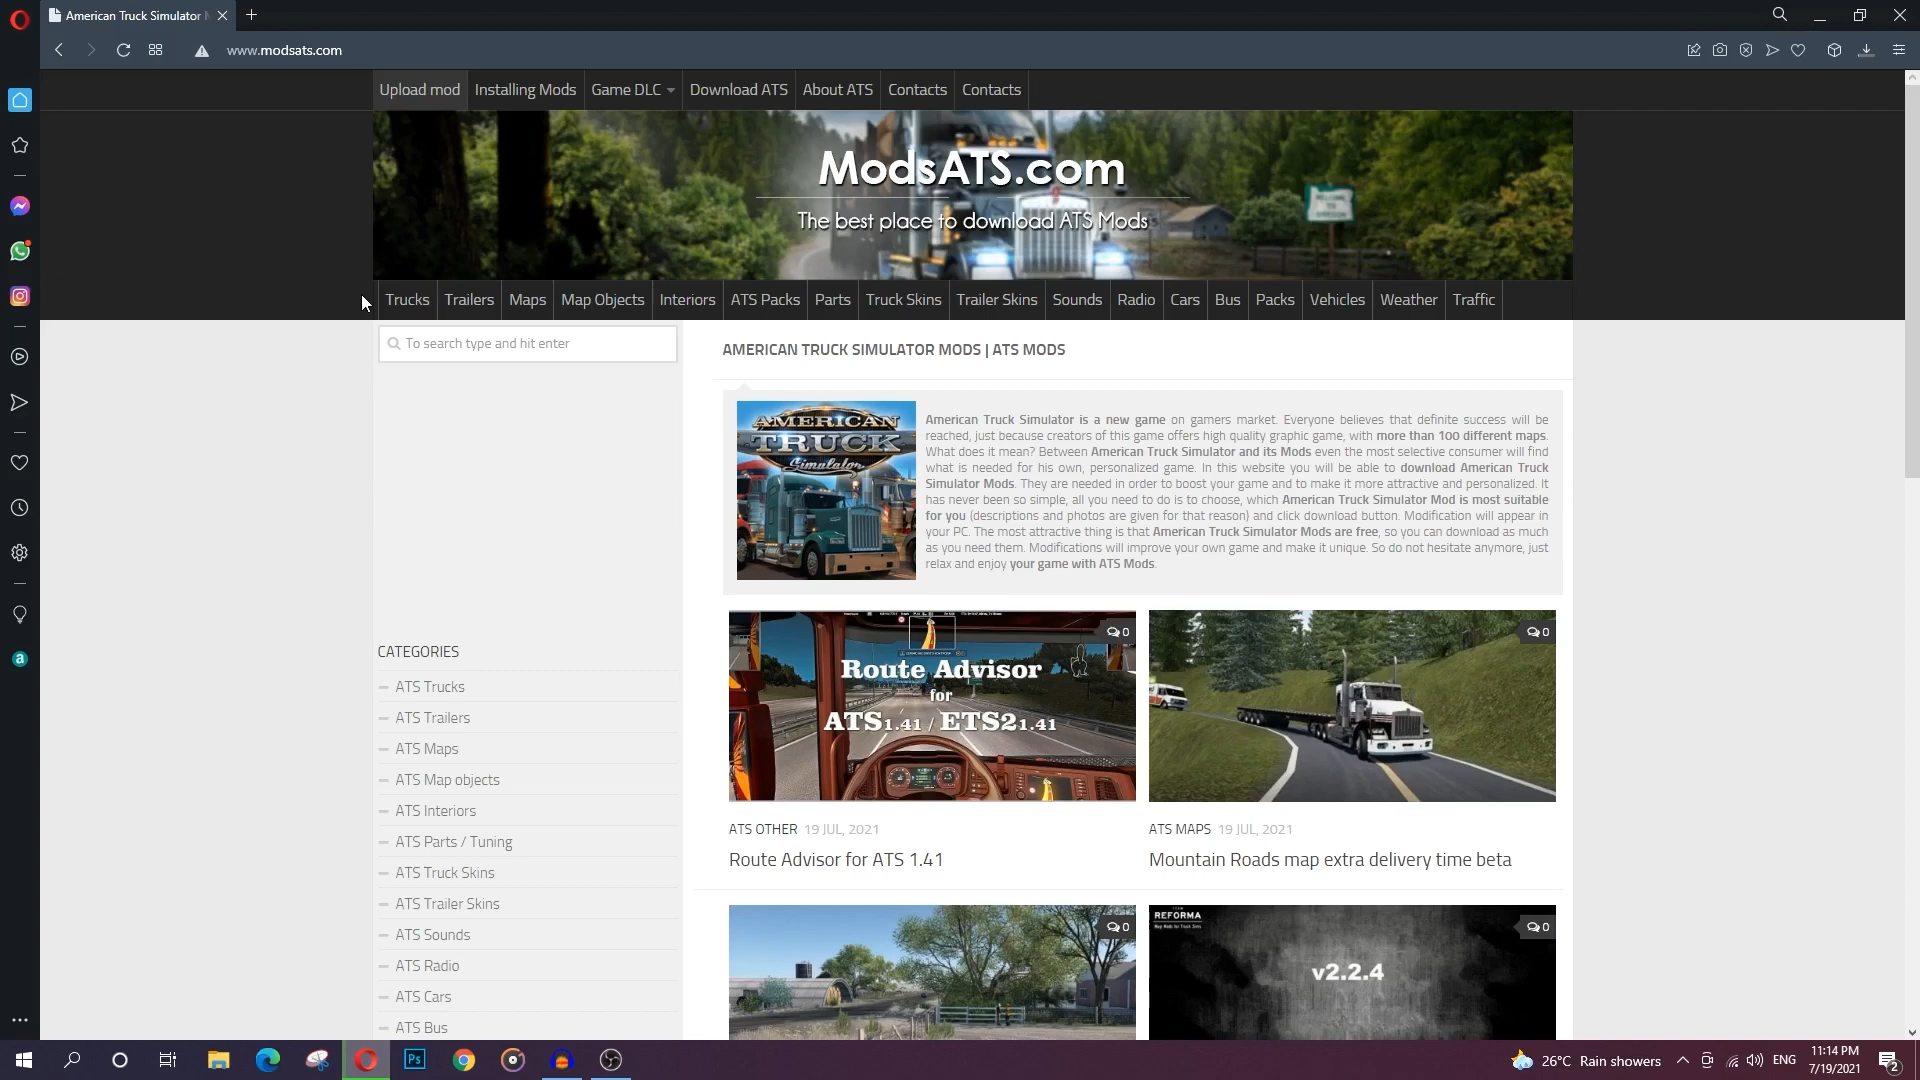 American Truck Simulator
www.modsats.com
Upload mod
Installing Mods
Game DLC
Download ATS
About ATS
Contacts
Contacts
ModsATS.com
The best place to download ATS Mods
Trucks
Trailers
Maps
Map Objects
Interiors
ATS Packs
Parts
Truck Skins
Trailer Skins
Sounds
Radio
Cars
Bus
Packs
Vehicles
Weather
Traffic
To search type and hit enter
AMERICAN TRUCK SIMULATOR MODS | ATS MODS
AMERICAN
TRUCK
Simulator
American Truck Simulator is a new game on gamers market. Everyone believes that definite success will be
reached, just because creators of this game offers high quality graphic game, with more than 100 different maps.
What does it mean? Between American Truck Simulator and its Mods even the most selective consumer will find
what is needed for his own, personalized game. In this website you will be able to download American Truck
Simulator Mods. They are needed in order to boost your game and to make it more attractive and personalized. It
has never been so simple, all you need to do is to choose, which American Truck Simulator Mod is most suitable
for you (descriptions and photos are given for that reason) and click download button. Modification will appear in
your PC. The most attractive thing is that American Truck Simulator Mods are free, so you can download as much
as you need them. Modifications will improve your own game and make it unique. So do not hesitate anymore, just
relax and enjoy your game with ATS Mods.
CATEGORIES
ATS Trucks
ATS Trailers
ATS Maps
ATS Map objects
ATS Interiors
ATS Parts / Tuning
ATS Truck Skins
ATS Trailer Skins
ATS Sounds
ATS Radio
ATS Cars
ATS Bus
0
Route Advisor
for
ATS1.41 / ETS21.41
ATS OTHER 19 JUL, 2021
Route Advisor for ATS 1.41
0
ATS MAPS 19 JUL, 2021
Mountain Roads map extra delivery time beta
0
REFORMA
0
v2.2.4
Ps
26°C Rain showers
ENG
11:14 PM
7/19/2021
2